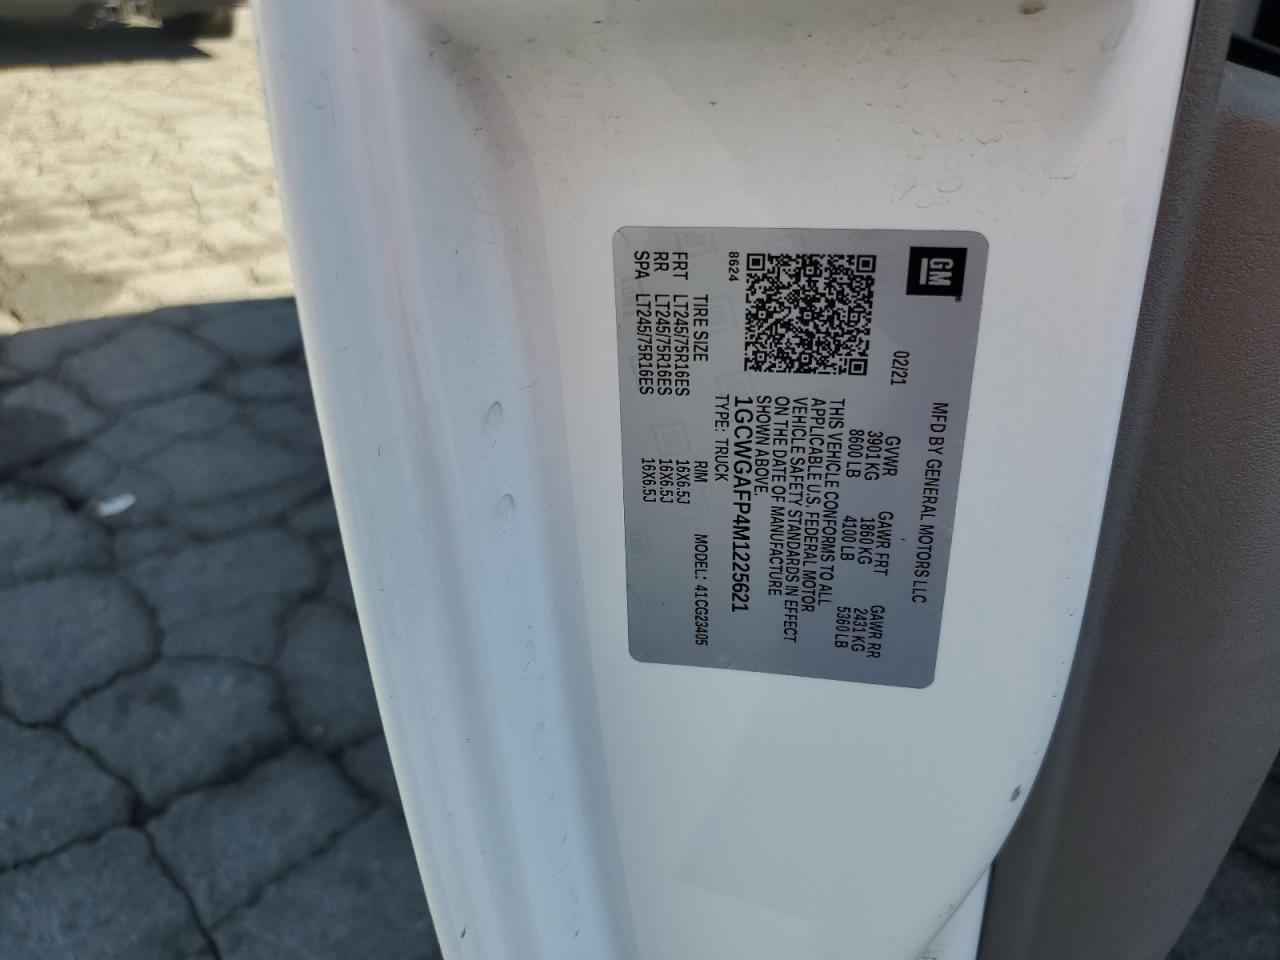 GM
MFD BY GENERAL MOTORS LLC
02/21
GVWR GAWR FRT GAWR RR
3901 KG 1860 KG 2431 KG
8600 LB 4100 LB 5360 LB
THIS VEHICLE CONFORMS TO ALL
APPLICABLE U.S. FEDERAL MOTOR
VEHICLE SAFETY STANDARDS IN EFFECT
ON THE DATE OF MANUFACTURE
SHOWN ABOVE.
8624
1GCWGAFP4M1225621
TYPE: TRUCK
TIRE SIZE RIM MODEL: 41CG23405
FRT LT245/75R16ES 16X6.5J
RR LT245/75R16ES 16X6.5J
SPA LT245/75R16ES 16X6.5J